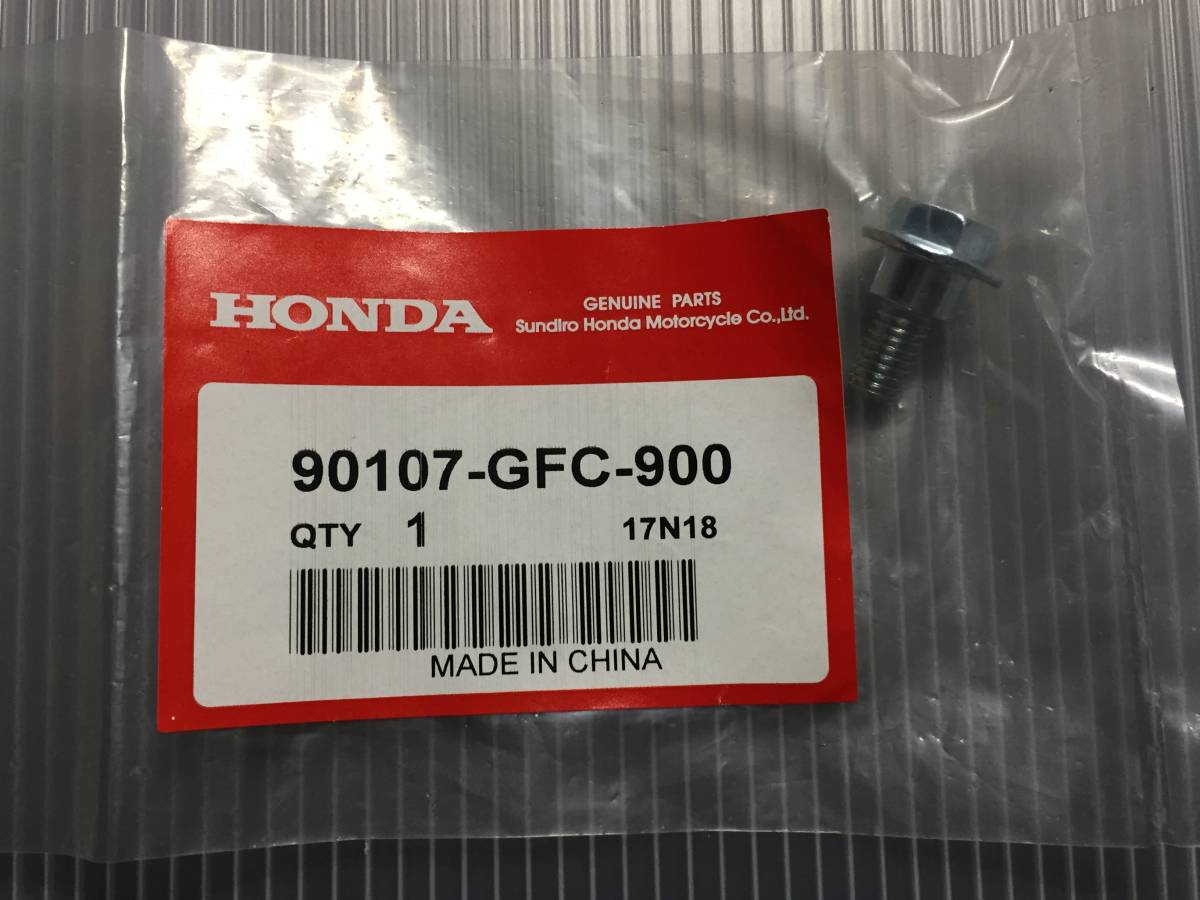 HONDA
GENUINE PARTS
Sundiro Honda Motorcycle Co.,Ltd.
90107-GFC-900
QTY 1 17N18
MADE IN CHINA